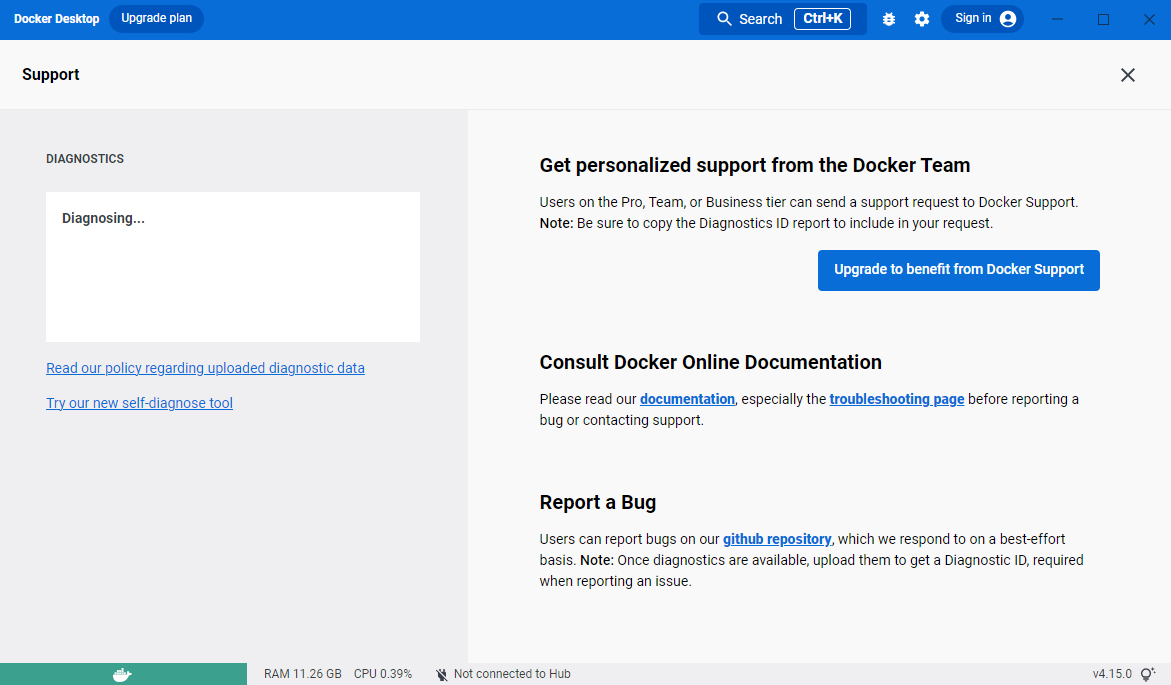 Docker Desktop Upgrade plan Search Ctrl+K Sign in
Support
DIAGNOSTICS
Diagnosing...
Read our policy regarding uploaded diagnostic data
Try our new self-diagnose tool
Get personalized support from the Docker Team
Users on the Pro, Team, or Business tier can send a support request to Docker Support.
Note: Be sure to copy the Diagnostics ID report to include in your request.
Upgrade to benefit from Docker Support
Consult Docker Online Documentation
Please read our documentation, especially the troubleshooting page before reporting a
bug or contacting support.
Report a Bug
Users can report bugs on our github repository, which we respond to on a best-effort
basis. Note: Once diagnostics are available, upload them to get a Diagnostic ID, required
when reporting an issue.
RAM 11.26 GB CPU 0.39% Not connected to Hub v4.15.0